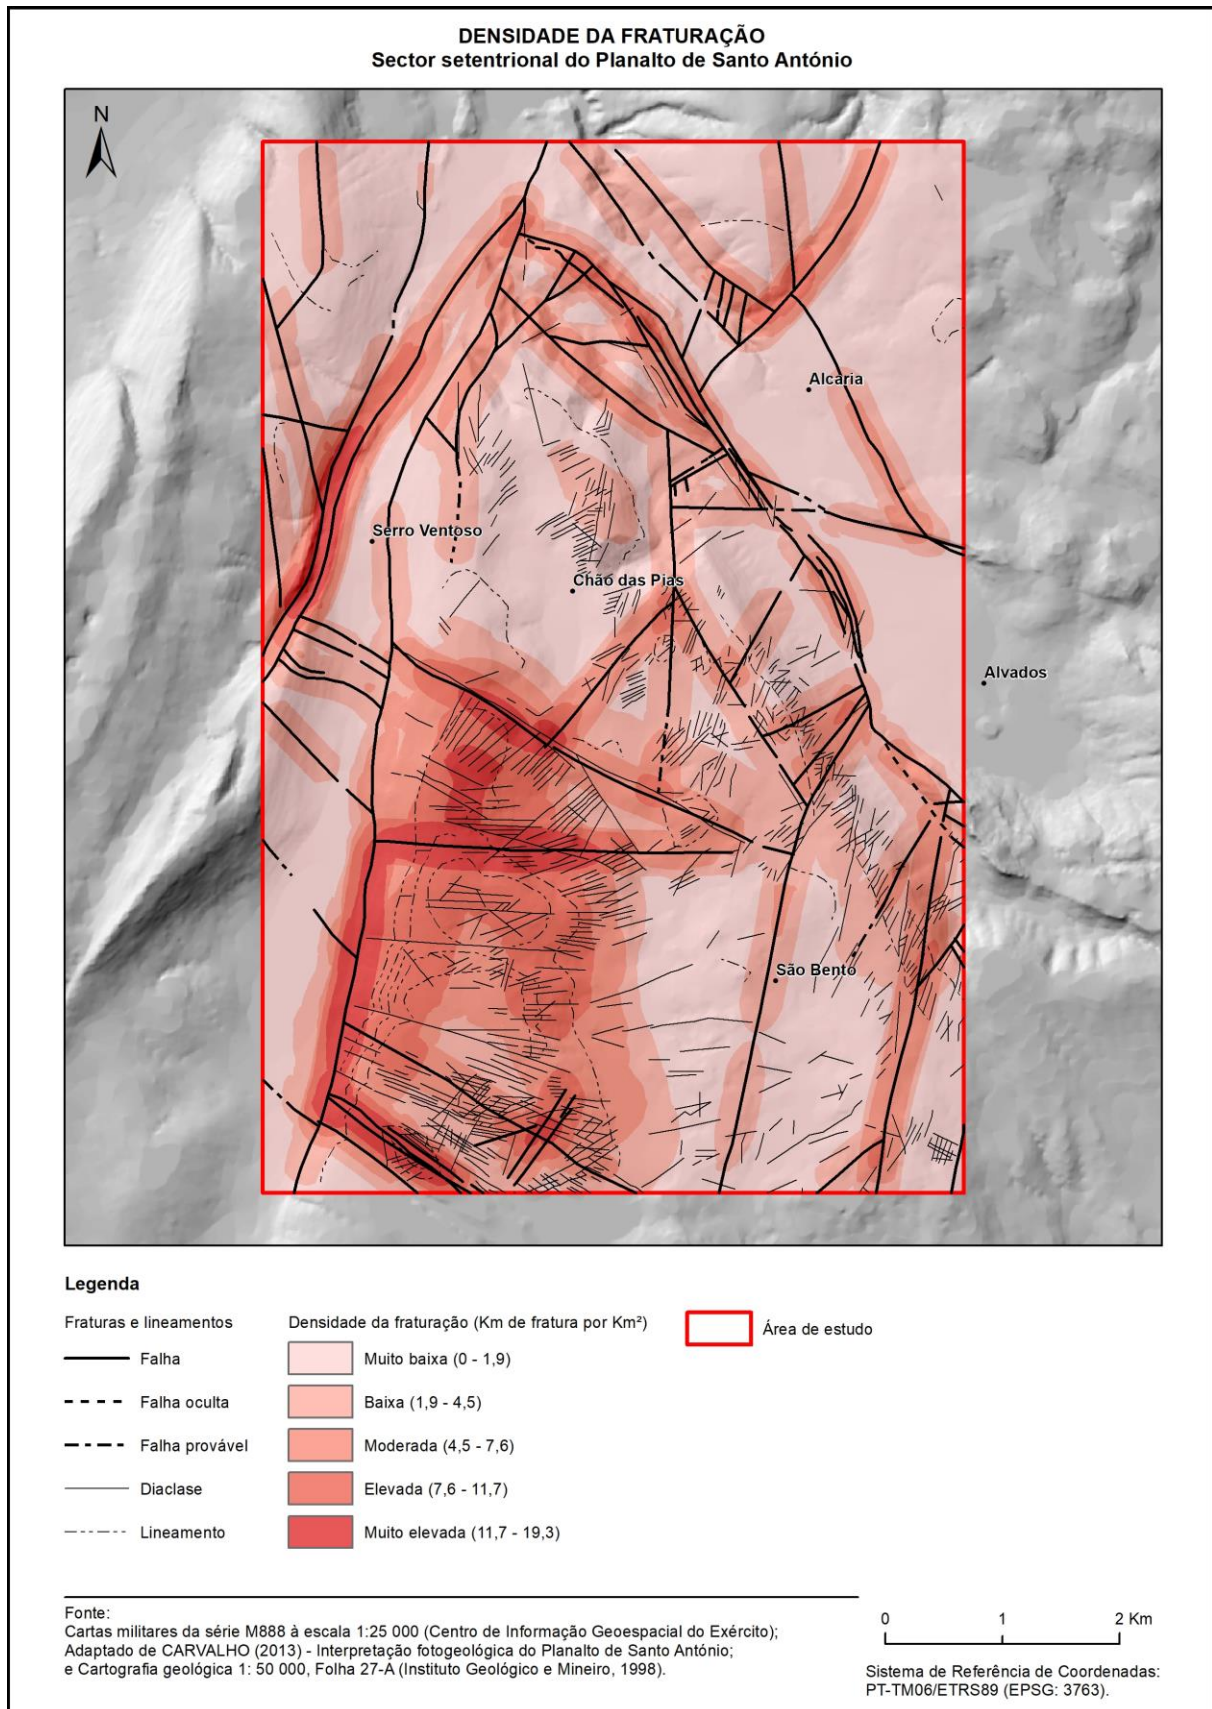 DENSIDADE DA FRATURAÇÃO
Sector setentrional do Planalto de Santo António
N
Alcaria
Serro Ventoso
Chão das Pias
Alvados
São Bento
Legenda
Fraturas e lineamentos
Falha
Falha oculta
Falha provável
Diaclase
Lineamento
Densidade da fraturação (Km de fratura por Km²)
Muito baixa (0 - 1,9)
Baixa (1,9 - 4,5)
Moderada (4,5 - 7,6)
Elevada (7,6 - 11,7)
Muito elevada (11,7 - 19,3)
Área de estudo
Fonte:
Cartas militares da série M888 à escala 1:25 000 (Centro de Informação Geoespacial do Exército);
Adaptado de CARVALHO (2013) - Interpretação fotogeológica do Planalto de Santo António;
e Cartografia geológica 1: 50 000, Folha 27-A (Instituto Geológico e Mineiro, 1998).
0 1 2 Km
Sistema de Referência de Coordenadas:
PT-TM06/ETRS89 (EPSG: 3763).